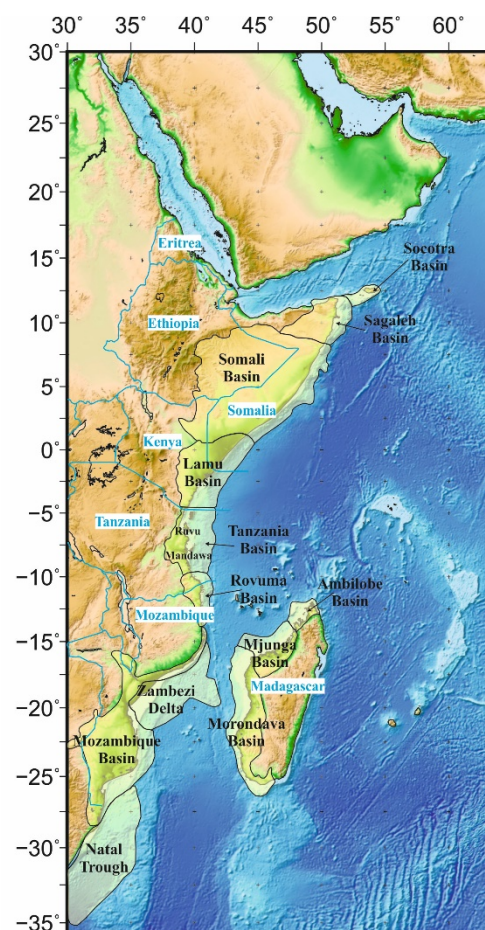 30° 35° 40° 45° 50° 55° 60°
30°
25°
20°
15°
10°
5°
0°
−5°
−10°
−15°
−20°
−25°
−30°
−35°
Eritrea
Socotra
Basin
Ethiopia
Sagaleh
Basin
Somali
Basin
Somalia
Kenya
Lamu
Basin
Tanzania
Ruvu
Mandawa
Tanzania
Basin
Rovuma
Basin
Ambilobe
Basin
Mozambique
Mjunga
Basin
Madagascar
Zambezi
Delta
Morondava
Basin
Mozambique
Basin
Natal
Trough